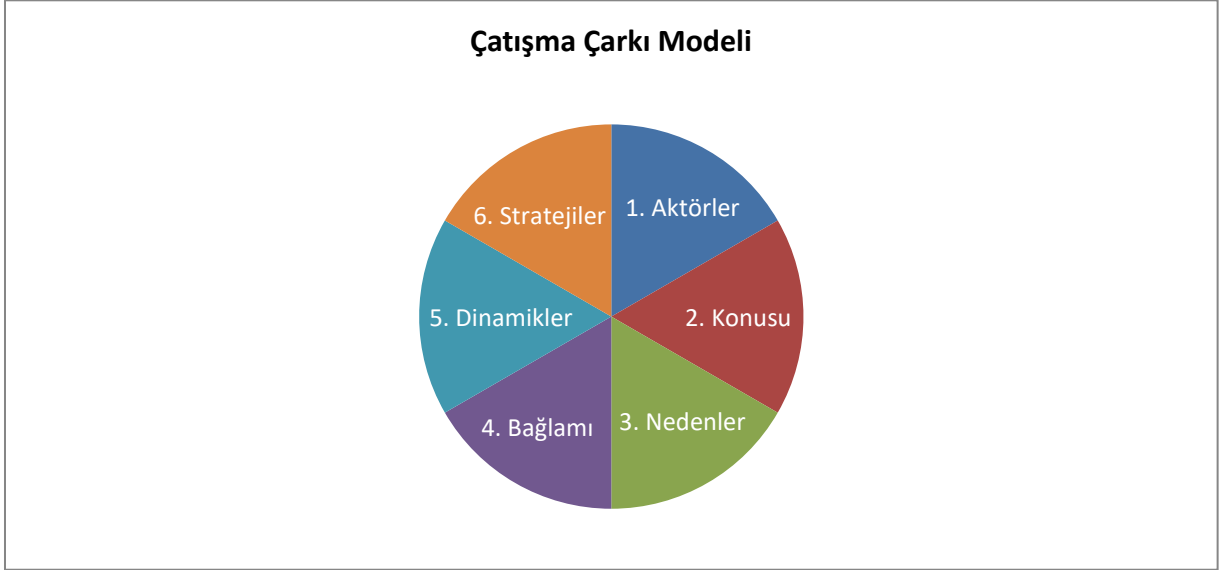 Çatışma Çarkı Modeli
1. Aktörler
2. Konusu
3. Nedenler
4. Bağlamı
5. Dinamikler
6. Stratejiler